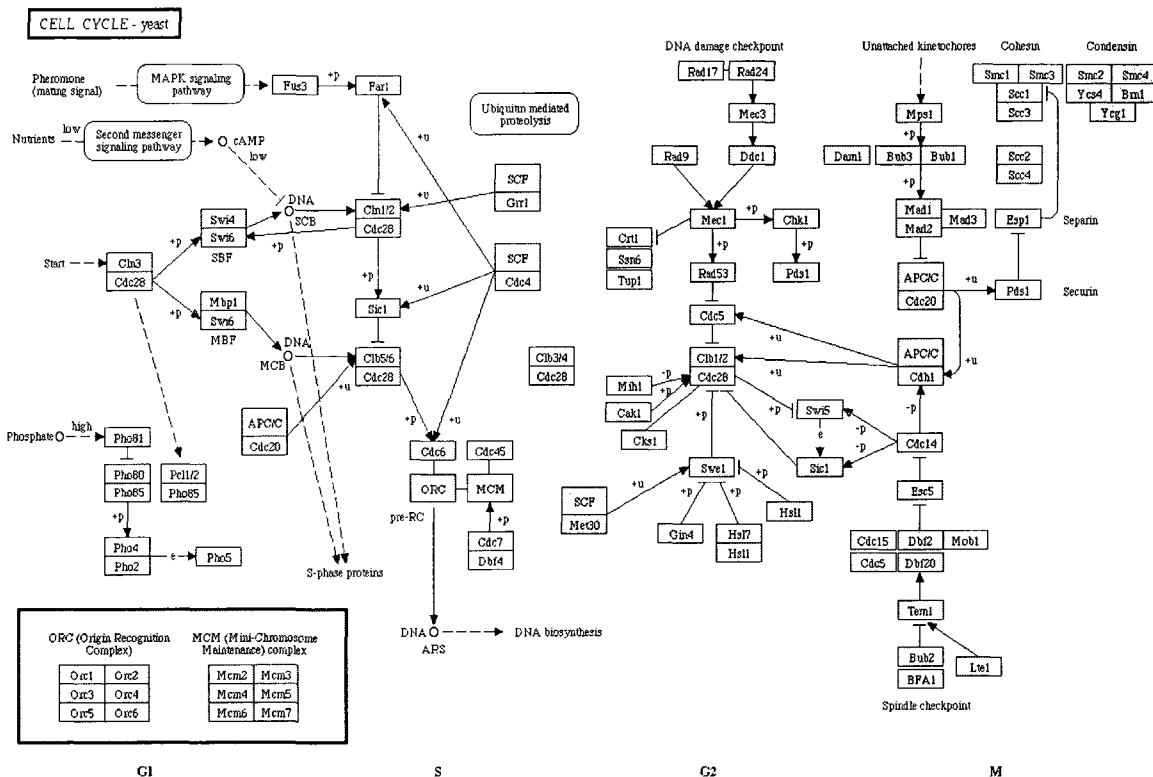 CELL CYCLE - yeast
Pheromone
(mating signal)
MAPK signaling
pathway
Fus3
+p
Far1
Nutrients
low
Second messenger
signaling pathway
cAMP
low
Ubiquitin mediated
proteolysis
+u
DNA
SCB
Cln1/2
Cdc28
+u
SCF
Grr1
Swi4
Swi6
SBF
+p
+p
Start
Cln3
Cdc28
+p
Mbp1
Swi6
MBF
DNA
MCB
+p
Sic1
+u
SCF
Cdc4
Clb5/6
Cdc28
+u
APC/C
Cdc20
+p
+u
Clb3/4
Cdc28
Phosphate
high
Pho81
Pho80
Pho85
Pcl1/2
Pho85
+p
Pho4
Pho2
e
Pho5
Cdc6
Cdc45
ORC
MCM
pre-RC
+p
Cdc7
Dbf4
S-phase proteins
DNA
ARS
DNA biosynthesis
DNA damage checkpoint
Rad17
Rad24
Mec3
Rad9
Ddc1
Mec1
+p
Chk1
Crt1
Ssn6
Tup1
+p
+p
Rad53
Pds1
Cdc5
+u
Clb1/2
Cdc28
+u
Mih1
-p
+p
Cak1
Cks1
+p
+p
Swi5
e
Sic1
-p
-p
Swe1
+u
SCF
Met30
+p
Gin4
+p
Hsl7
Hsl1
+p
Hsl1
Unattached kinetochores
Mps1
+p
Dam1
Bub3
Bub1
+p
Mad1
Mad2
Mad3
APC/C
Cdc20
+u
APC/C
Cdh1
+u
-p
Cdc14
Esc5
Cdc15
Dbf2
Mob1
Cdc5
Dbf20
Tem1
Bub2
BFA1
Lte1
Spindle checkpoint
Cohesin
Smc1
Smc3
Scc1
Scc3
Scc2
Scc4
Esp1
Separin
Pds1
Securin
Condensin
Smc2
Smc4
Ycs4
Brn1
Ycg1
ORC (Origin Recognition
Complex)
Orc1 Orc2
Orc3 Orc4
Orc5 Orc6
MCM (Mini-Chromosome
Maintenance) complex
Mcm2 Mcm3
Mcm4 Mcm5
Mcm6 Mcm7
G1
S
G2
M